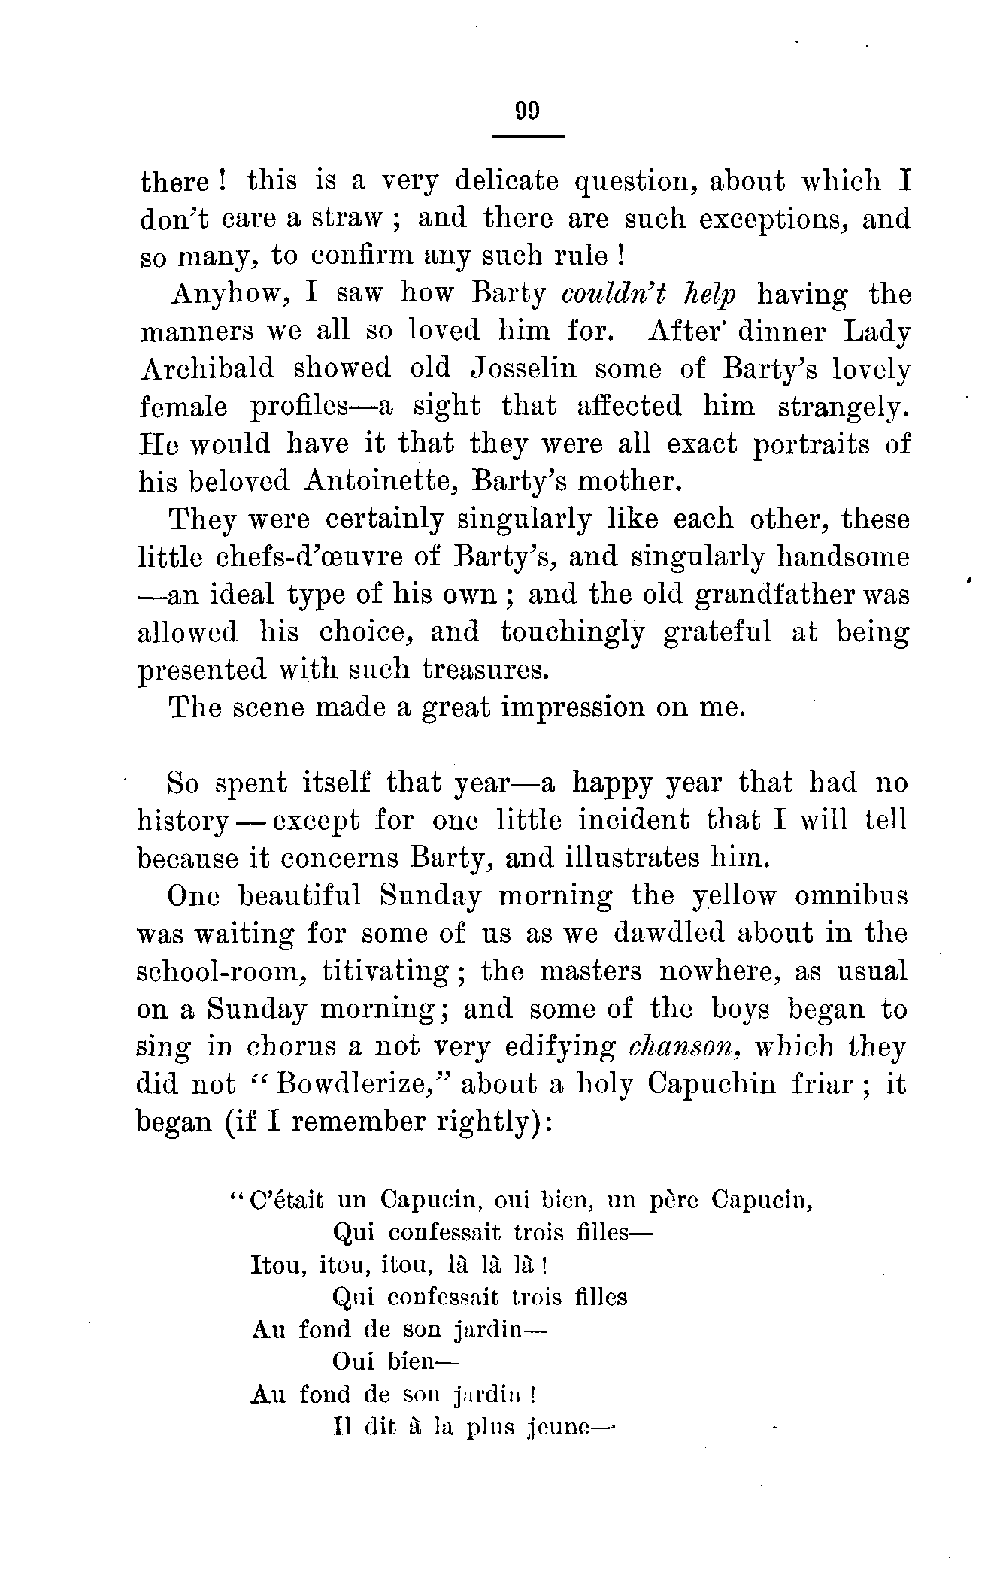 99
there ! this is a very delicate question, about which I
don't care a straw ; and there are such exceptions, and
so many, to confirm any such rule !
Anyhow, I saw how Barty couldn't help having the
manners we all so loved him for. After dinner Lady
Archibald showed old Josselin some of Barty's lovely
female profiles—a sight that affected him strangely.
He would have it that they were all exact portraits of
his beloved Antoinette, Barty's mother.
They were certainly singularly like each other, these
little chefs-d'œuvre of Barty's, and singularly handsome
—an ideal type of his own ; and the old grandfather was
allowed his choice, and touchingly grateful at being
presented with such treasures.
The scene made a great impression on me.
So spent itself that year—a happy year that had no
history — except for one little incident that I will tell
because it concerns Barty, and illustrates him.
One beautiful Sunday morning the yellow omnibus
was waiting for some of us as we dawdled about in the
school-room, titivating ; the masters nowhere, as usual
on a Sunday morning; and some of the boys began to
sing in chorus a not very edifying chanson, which they
did not “ Bowdlerize,” about a holy Capuchin friar ; it
began (if I remember rightly):
“ C'était un Capucin, oui bien, un père Capucin,
Qui confessait trois filles—
Itou, itou, itou, là là là !
Qui confessait trois filles
Au fond de son jardin—
Oui bien—
Au fond de son jardin !
Il dit à la plus jeune—